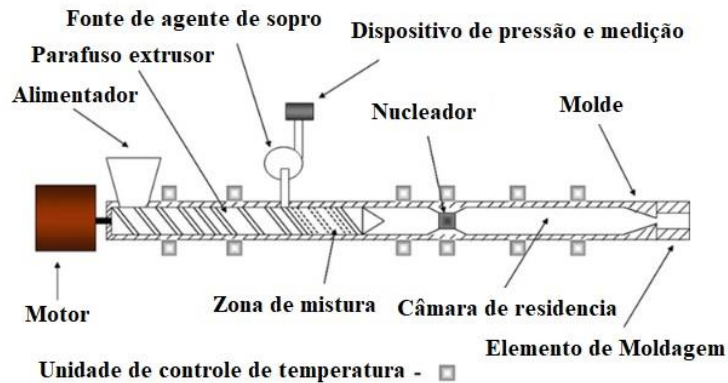 Fonte de agente de sopro
Dispositivo de pressão e medição
Parafuso extrusor
Alimentador
Nucleador
Molde
Motor
Zona de mistura
Câmara de residencia
Elemento de Moldagem
Unidade de controle de temperatura -